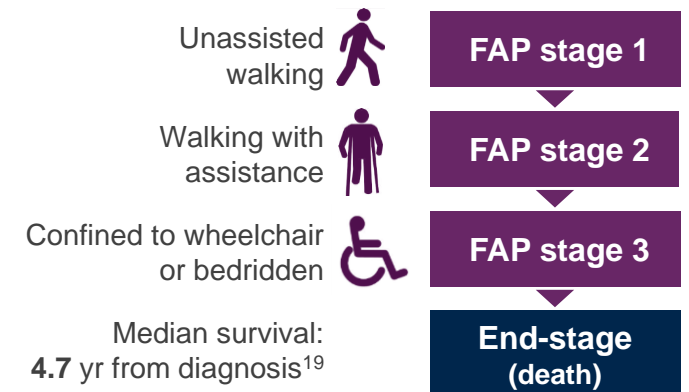 Unassisted
walking
FAP stage 1
Walking with
assistance
FAP stage 2
Confined to wheelchair
or bedridden
FAP stage 3
Median survival:
4.7 yr from diagnosis19
End-stage
(death)